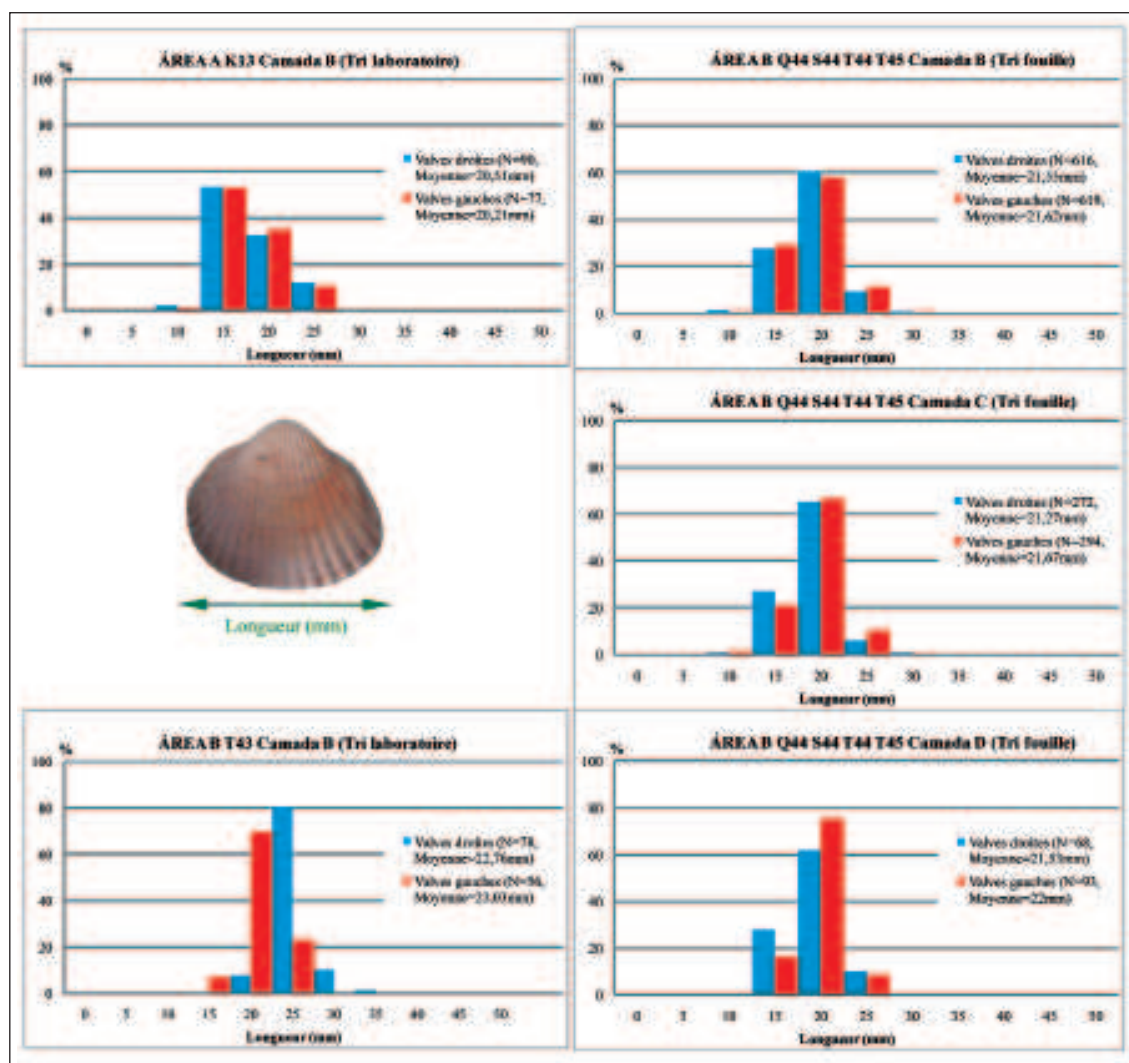 ÁREA A K13 Camada B (Tri laboratoire)
%
100
80
60
40
20
0
Valves droites (N=90,
Moyenne=20,51mm)
Valves gauches (N=77,
Moyenne=20,21mm)
0 5 10 15 20 25 30 35 40 45 50
Longueur (mm)
ÁREA B Q44 S44 T44 T45 Camada B (Tri fouille)
%
100
80
60
40
20
0
Valves droites (N=616,
Valves gauches
Moyenne=21,62mm)
0 5 10 15 20 25 30 35 40 45 50
Longueur (mm)
ÁREA B Q44 S44 T44 T45 Camada C (Tri fouille)
%
100
80
60
40
20
0
Valves droites (N=272,
Moyenne=21,27mm)
Valves gauches (N=294,
Moyenne=21,67mm)
0 5 10 15 20 25 30 35 40 45 50
Longueur (mm)
Longueur (mm)
ÁREA B T43 Camada B (Tri laboratoire)
%
100
80
60
40
20
0
Valves droites (N=78,
Moyenne=22,76mm)
Valves gauches
Moyenne=23,03mm)
0 5 10 15 20 25 30 35 40 45 50
Longueur (mm)
ÁREA B Q44 S44 T44 T45 Camada D (Tri fouille)
%
100
80
60
40
20
0
Valves droites (N=68,
Valves gauches (N=93,
Moyenne=22mm)
0 5 10 15 20 25 30 35 40 45 50
Longueur (mm)